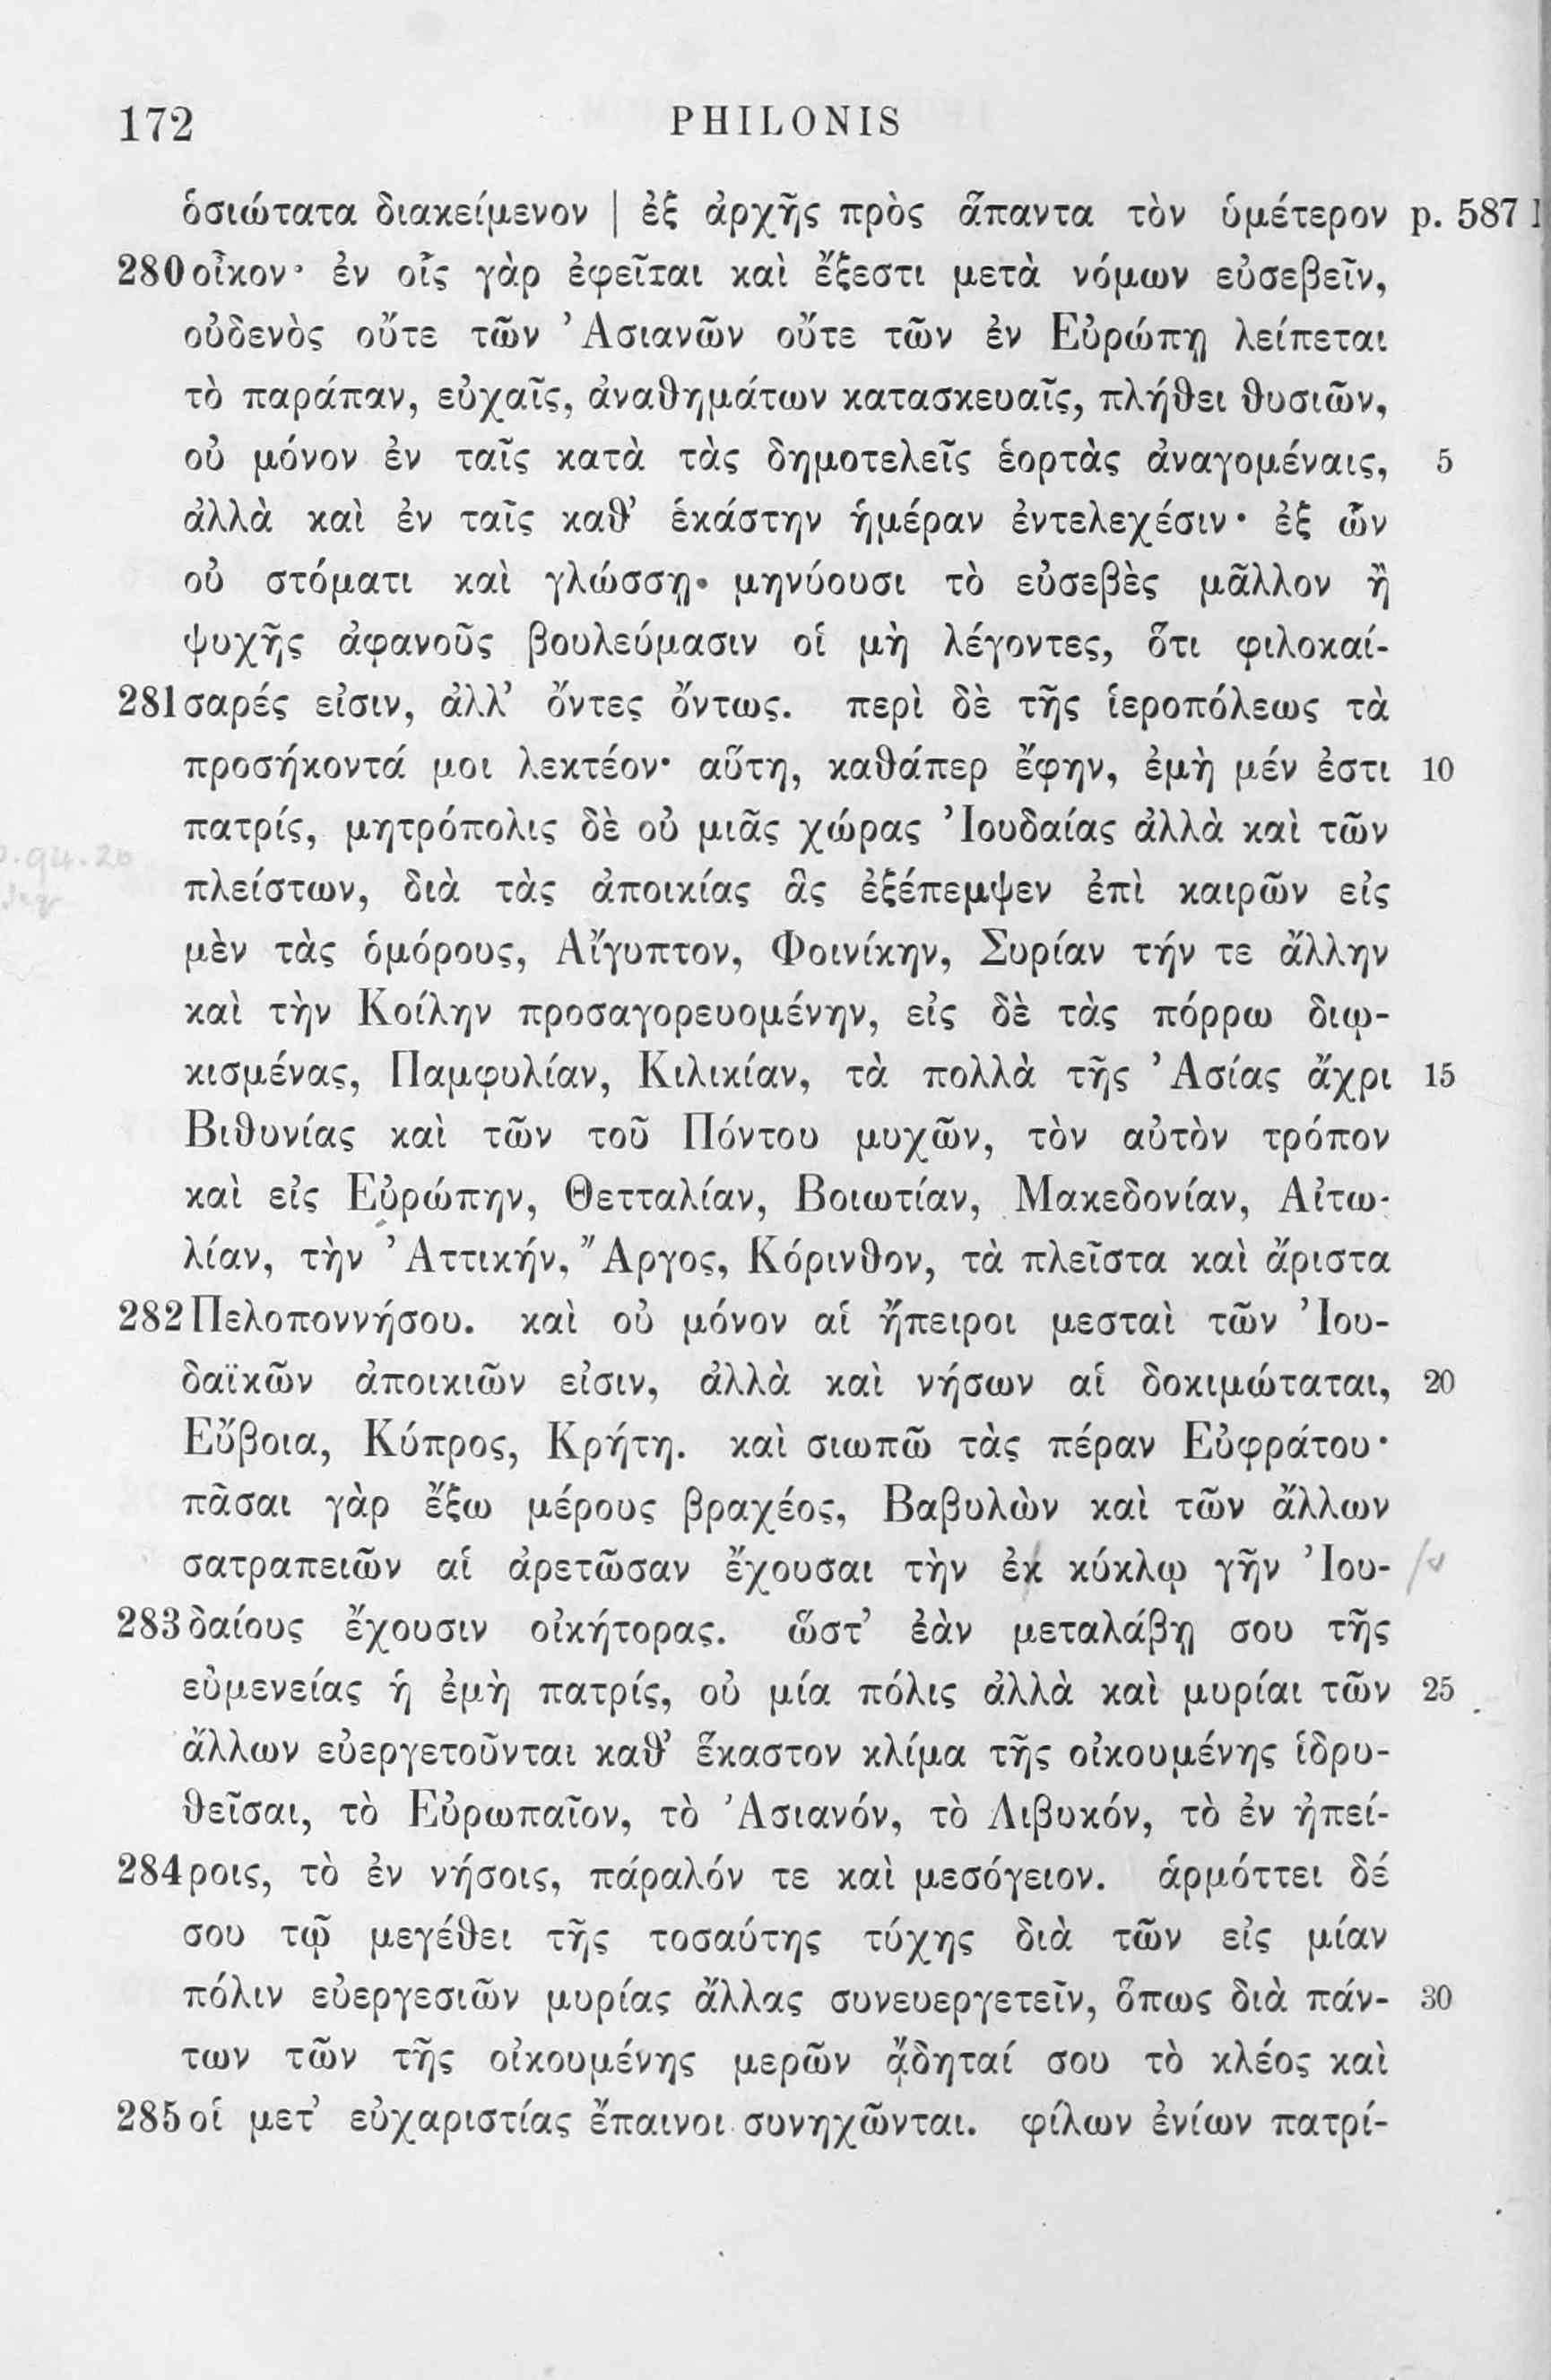 172 PHILONIS
ὁσιώτατα διακείμενον | ἐξ ἀρχῆς πρὸς ἅπαντα τὸν ὑμέτερον p. 587
280 οἶκον· ἐν οἷς γὰρ ἐφεῖται καὶ ἔξεστι μετὰ νόμων εὐσεβεῖν,
οὐδενὸς οὔτε τῶν Ἀσιανῶν οὔτε τῶν ἐν Εὐρώπῃ λείπεται
τὸ παράπαν, εὐχαῖς, ἀναθημάτων κατασκευαῖς, πλήθει θυσιῶν,
οὐ μόνον ἐν ταῖς κατὰ τὰς δημοτελεῖς ἑορτὰς ἀναγομέναις, 5
ἀλλὰ καὶ ἐν ταῖς καθ’ ἑκάστην ἡμέραν ἐντελεχέσιν· ἐξ ὧν
οὐ στόματι καὶ γλώσσῃ· μηνύουσι τὸ εὐσεβὲς μᾶλλον ἢ
ψυχῆς ἀφανοῦς βουλεύμασιν οἱ μὴ λέγοντες, ὅτι φιλοκαί-
281 σαρές εἰσιν, ἀλλ’ ὄντες ὄντως. περὶ δὲ τῆς ἱεροπόλεως τὰ
προσήκοντά μοι λεκτέον· αὕτη, καθάπερ ἔφην, ἐμὴ μέν ἐστι 10
πατρίς, μητρόπολις δὲ οὐ μιᾶς χώρας Ἰουδαίας ἀλλὰ καὶ τῶν
πλείστων, διὰ τὰς ἀποικίας ἃς ἐξέπεμψεν ἐπὶ καιρῶν εἰς
μὲν τὰς ὁμόρους, Αἴγυπτον, Φοινίκην, Συρίαν τήν τε ἄλλην
καὶ τὴν Κοίλην προσαγορευομένην, εἰς δὲ τὰς πόρρω διῳ-
κισμένας, Παμφυλίαν, Κιλικίαν, τὰ πολλὰ τῆς Ἀσίας ἄχρι 15
Βιθυνίας καὶ τῶν τοῦ Πόντου μυχῶν, τὸν αὐτὸν τρόπον
καὶ εἰς Εὐρώπην, Θετταλίαν, Βοιωτίαν, Μακεδονίαν, Αἰτω-
λίαν, τὴν Ἀττικήν, Ἄργος, Κόρινθον, τὰ πλεῖστα καὶ ἄριστα
282 Πελοποννήσου. καὶ οὐ μόνον αἱ ἤπειροι μεσταὶ τῶν Ἰου-
δαϊκῶν ἀποικιῶν εἰσιν, ἀλλὰ καὶ νήσων αἱ δοκιμώταται, 20
Εὔβοια, Κύπρος, Κρήτη. καὶ σιωπῶ τὰς πέραν Εὐφράτου·
πᾶσαι γὰρ ἔξω μέρους βραχέος, Βαβυλὼν καὶ τῶν ἄλλων
σατραπειῶν αἱ ἀρετῶσαν ἔχουσαι τὴν ἐκ κύκλῳ γῆν Ἰου-
283 δαίους ἔχουσιν οἰκήτορας. ὥστ’ ἐὰν μεταλάβῃ σου τῆς
εὐμενείας ἡ ἐμὴ πατρίς, οὐ μία πόλις ἀλλὰ καὶ μυρίαι τῶν 25
ἄλλων εὐεργετοῦνται καθ’ ἕκαστον κλίμα τῆς οἰκουμένης ἱδρυ-
θεῖσαι, τὸ Εὐρωπαῖον, τὸ Ἀσιανόν, τὸ Λιβυκόν, τὸ ἐν ἠπεί-
284 ροις, τὸ ἐν νήσοις, πάραλόν τε καὶ μεσόγειον. ἁρμόττει δέ
σου τῷ μεγέθει τῆς τοσαύτης τύχης διὰ τῶν εἰς μίαν
πόλιν εὐεργεσιῶν μυρίας ἄλλας συνευεργετεῖν, ὅπως διὰ πάν- 30
των τῶν τῆς οἰκουμένης μερῶν ᾄδηταί σου τὸ κλέος καὶ
285 οἱ μετ’ εὐχαριστίας ἔπαινοι συνηχῶνται. φίλων ἐνίων πατρί-